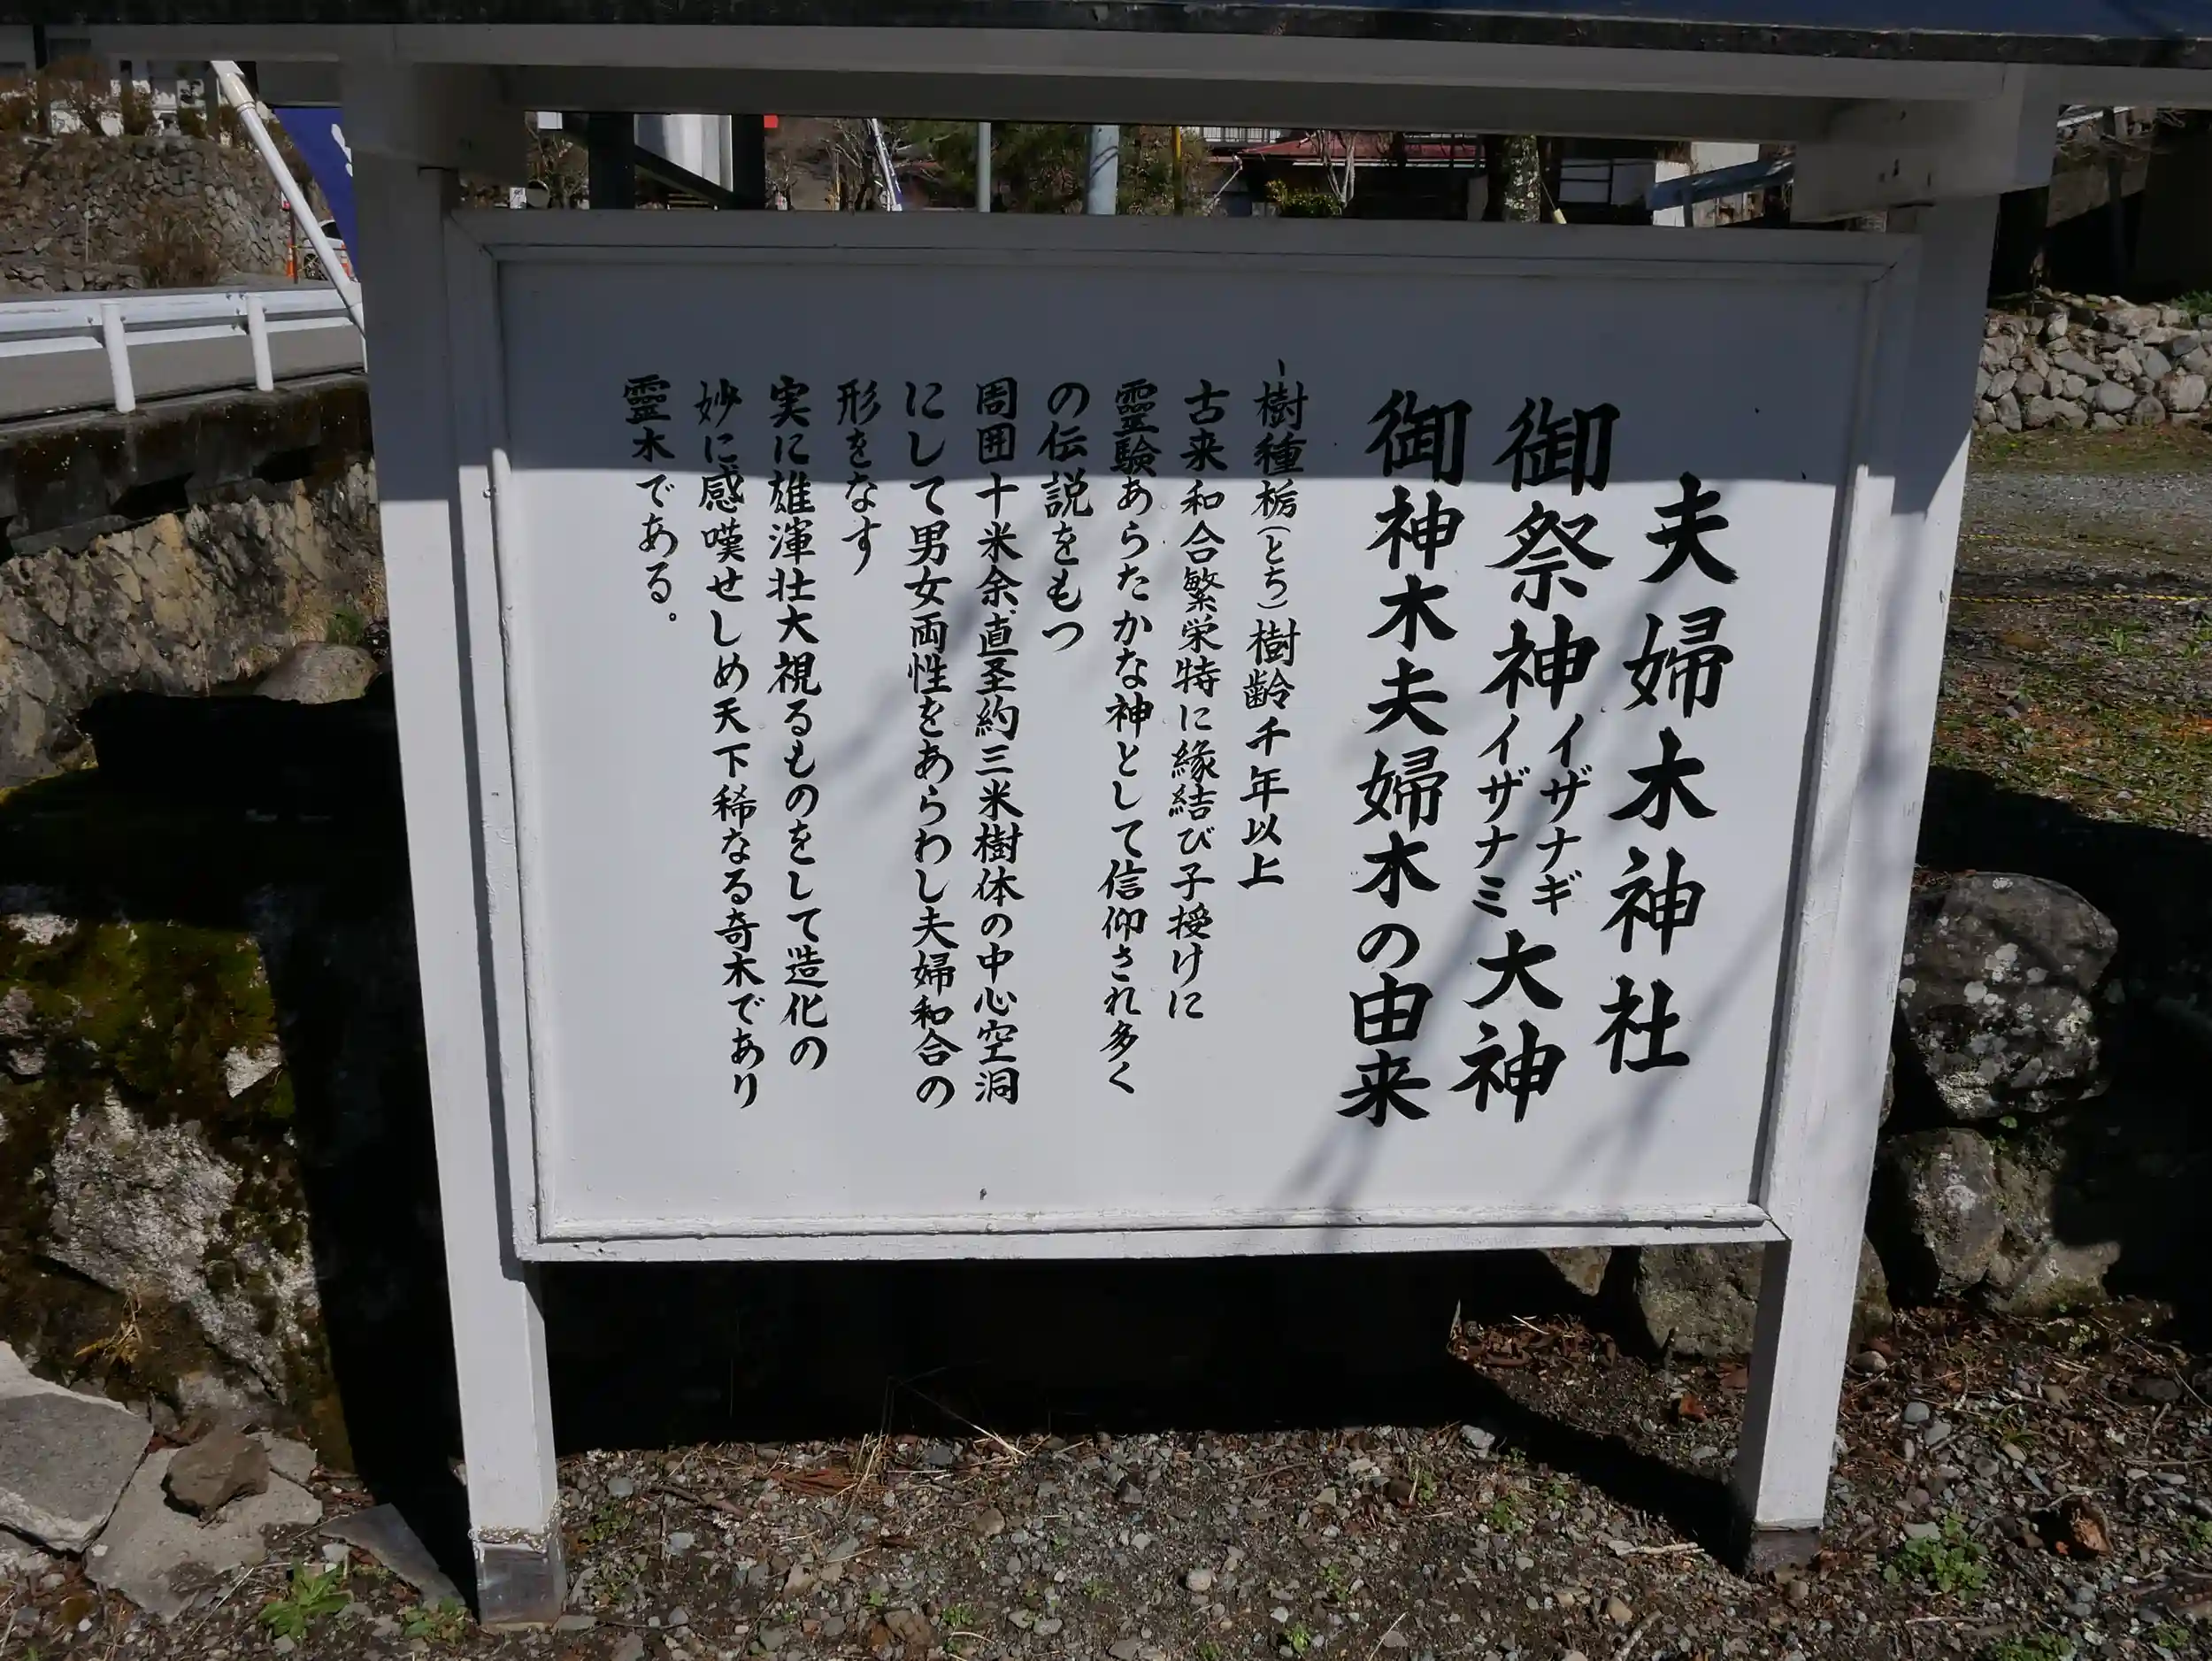 夫婦木神社
御祭神イザナギイザナミ大神
御神木夫婦木の由来
一樹種栃(とち)樹齢千年以上
古来和合繁栄特に縁結び子授けに
霊験あらたかな神として信仰され多く
の伝説をもつ
周囲十米余直圣約三米樹体の中心空洞
にして男女両性をあらわし夫婦和合の
形をなす
実に雄渾壮大視るものをして造化の
妙に感嘆せしめ天下稀なる奇木であり
霊木である。